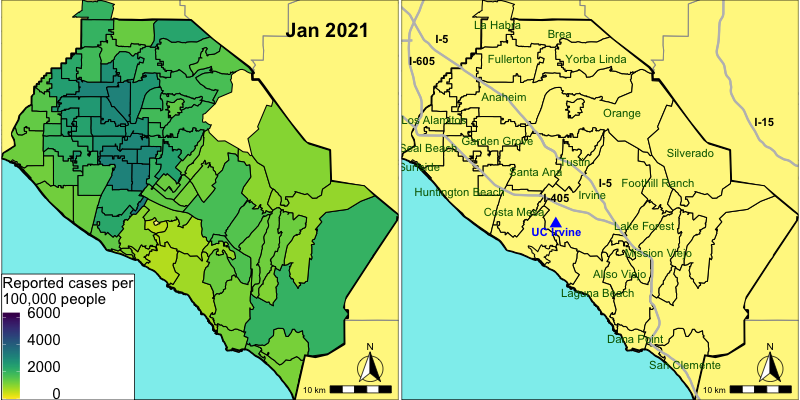 Jan 2021
Reported cases per
100,000 people
6000
4000
2000
0
N
10 km
La Habra
Brea
I-5
I-605
Fullerton
Yorba Linda
Anaheim
Orange
Los Alamitos
I-15
Seal Beach
Garden Grove
Silverado
Sunside
Tustin
Santa Ana
I-5
Foothill Ranch
Huntington Beach
I-405
Irvine
Costa Mesa
UC Irvine
Lake Forest
Mission Viejo
Aliso Viejo
Laguna Beach
Dana Point
San Clemente
N
10 km